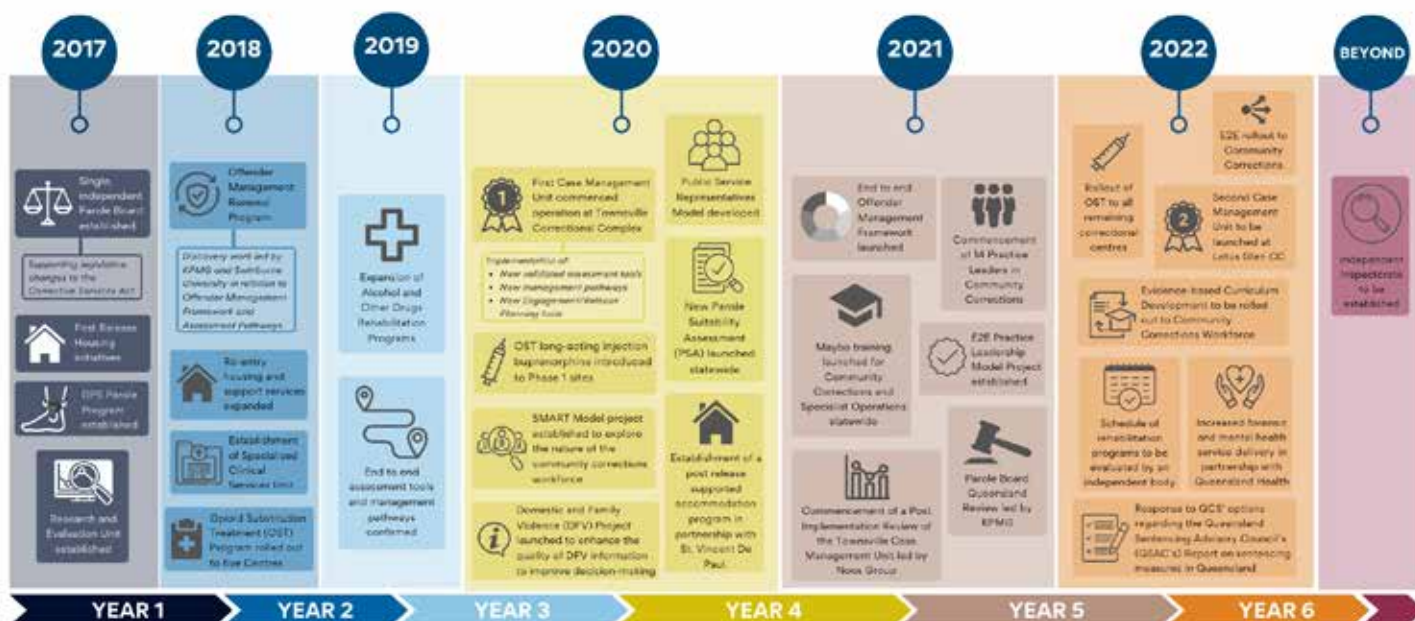 2017
2018
2019
2020
2021
2022
BEYOND
Single
Independent
Parole Board
established
Supporting legislative
changes to the
Corrective Services Act
First Release
Housing
initiatives
GPS Parole
Program
established
Research and
Evaluation Unit
established
Offender
Management
Renewal
Program
Discovery work led by
KPMG and Swinburne
University in relation to
Offender Management
Framework and
Assessment Pathways
Re-entry
housing and
support services
expanded
Establishment
of Specialised
Clinical
Services Unit
Opioid Substitution
Treatment (OST)
Program rolled out
to five Centres
Expansion of
Alcohol and
Other Drugs
Rehabilitation
Programs
End to end
assessment tools
and management
pathways
confirmed
First Case Management
Unit commenced
operation at Townsville
Correctional Complex
Implementation of:
• New validated assessment tools
• New management pathways
• New Engagement/Release
Planning tools
OST long-acting injection
buprenorphine introduced
to Phase 1 sites
SMART Model project
established to explore
the nature of the
community corrections
workforce
Domestic and Family
Violence (DFV) Project
launched to enhance the
quality of DFV information
to improve decision-making
Public Service
Representatives
Model developed
New Parole
Suitability
Assessment
(PSA) launched
statewide
Establishment of a
post release
supported
accommodation
program in
partnership with
St. Vincent De
Paul
End to end
Offender
Management
Framework
launched
Maybo training
launched for
Community
Corrections and
Specialist Operations
statewide
Commencement of a Post
Implementation Review of
the Townsville Case
Management Unit led by
Nous Group
Commencement
of 14 Practice
Leaders in
Community
Corrections
E2E Practice
Leadership
Model Project
established
Parole Board
Queensland
Review led by
KPMG
Rollout of
OST to all
remaining
correctional
centres
E2E rollout to
Community
Corrections
Second Case
Management
Unit to be
launched at
Lotus Glen CC
Evidence-based Curriculum
Development to be rolled
out to Community
Corrections Workforce
Schedule of
rehabilitation
programs to be
evaluated by an
independent body
Increased forensic
and mental health
service delivery in
partnership with
Queensland Health
Response to QCS' options
regarding the Queensland
Sentencing Advisory Council's
(QSAC's) Report on sentencing
measures in Queensland
Independent
Inspectorate
to be
established
YEAR 1
YEAR 2
YEAR 3
YEAR 4
YEAR 5
YEAR 6